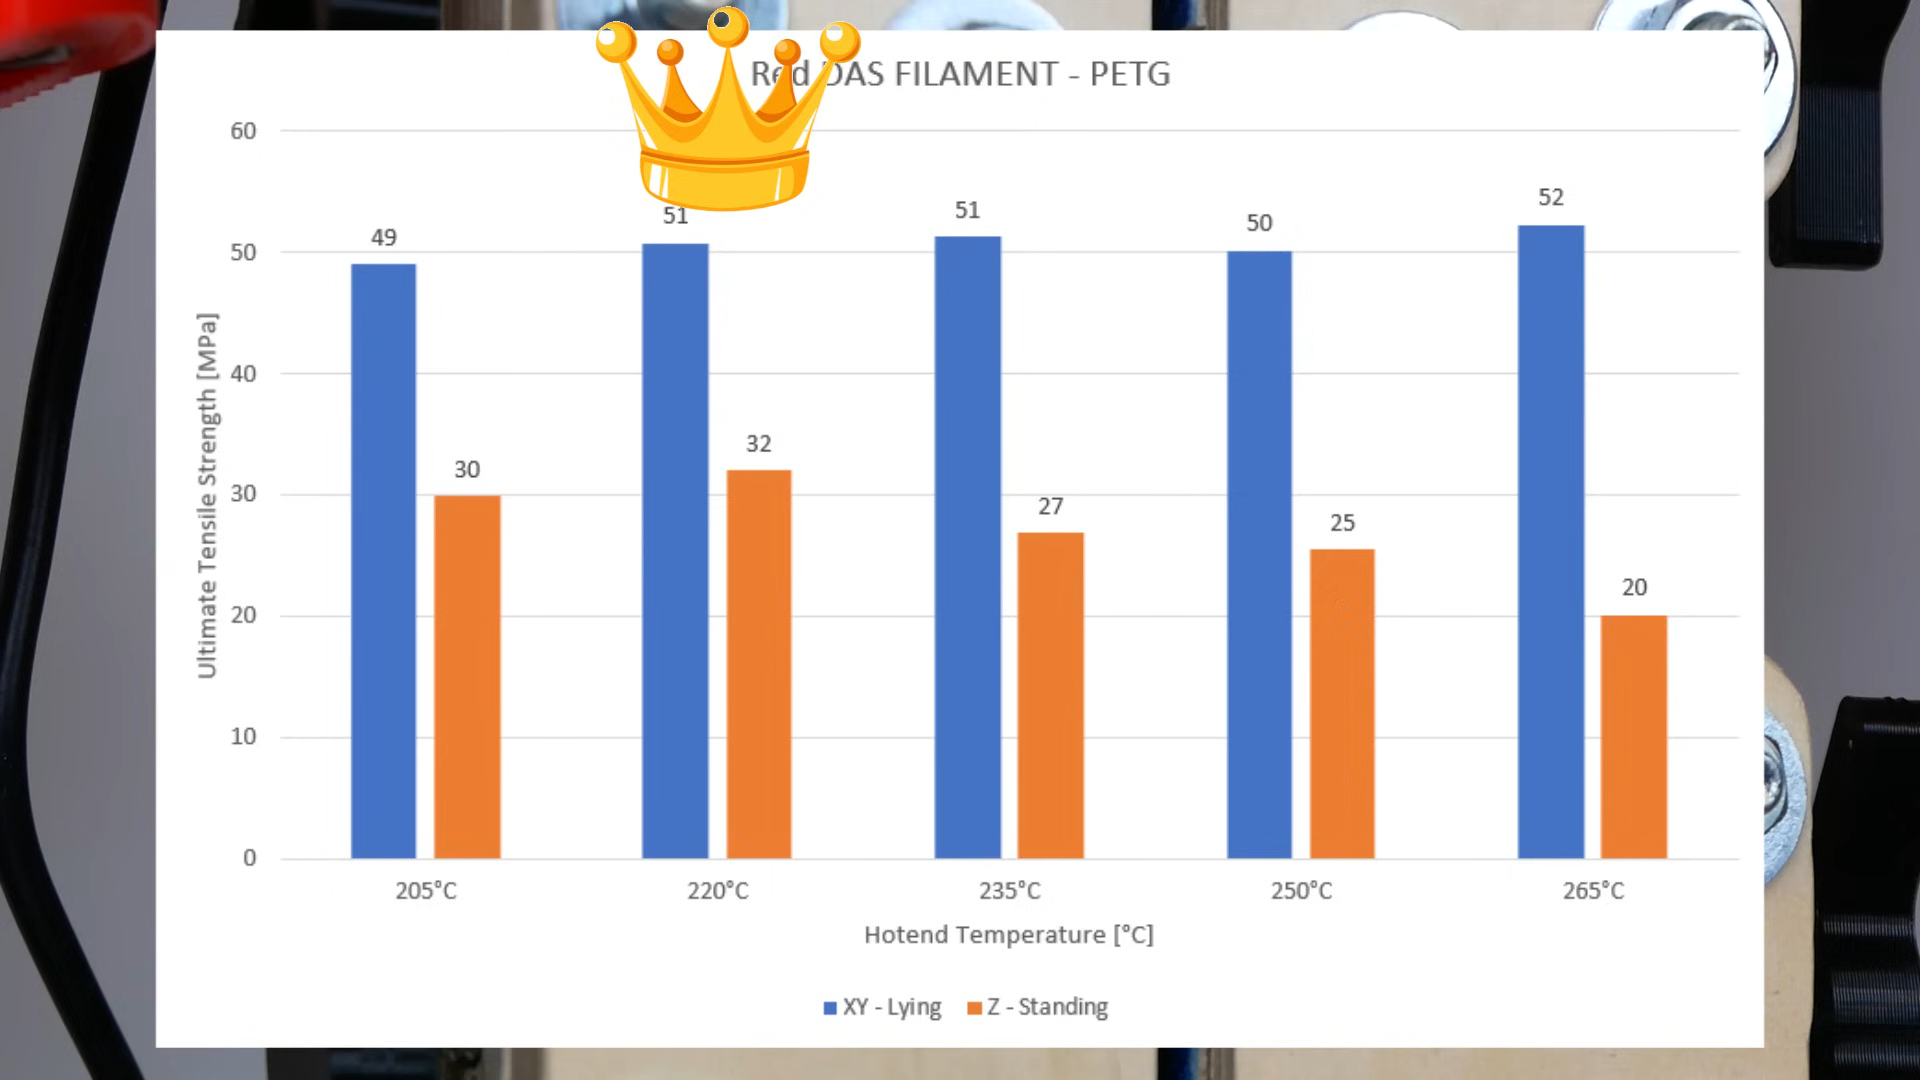 Red DAS FILAMENT - PETG
60
50
40
30
20
10
0
Ultimate Tensile Strength [MPa]
49
30
51
32
51
27
50
25
52
20
205°C
220°C
235°C
250°C
265°C
Hotend Temperature [°C]
XY - Lying
Z - Standing